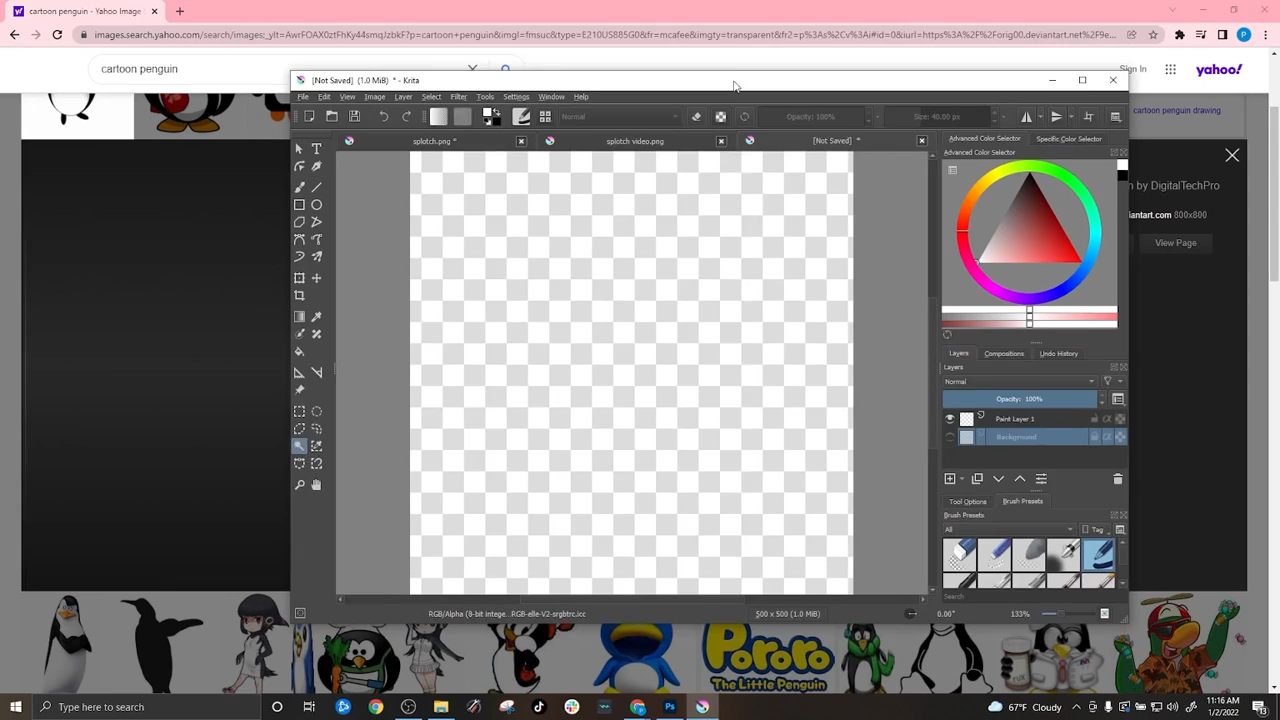 cartoon penguin - Yahoo Image
images.search.yahoo.com/search/images;_ylt=AwrFOAX0ztFhKy44smqJzbkF?p=cartoon+penguin&imgl=fmsuc&type=E210US885G0&fr=mcafee&imgty=transparent&fr2=p%3As%2Cv%3Ai#id=0&iurl=https%3A%2F%2Forig00.deviantart.net%2F9e...
P
cartoon penguin
Sign In
yahoo!
[Not Saved] (1.0 MiB) * - Krita
File Edit View Image Layer Select Filter Tools Settings Window Help
cartoon penguin drawing
Normal
Opacity: 100%
Size: 40.00 px
splotch.png *
splotch video.png
[Not Saved] *
Advanced Color Selector
Specific Color Selector
Advanced Color Selector
n by DigitalTechPro
iantart.com 800x800
View Page
Layers Compositions Undo History
Layers
Normal
Opacity: 100%
Paint Layer 1
Background
Tool Options Brush Presets
Brush Presets
All
Tag
Search
RGB/Alpha (8-bit intege...RGB-elle-V2-srgbtrc.icc
500 x 500 (1.0 MiB)
0.00°
133%
PORORO
The Little Penguin
Type here to search
Ps
67°F Cloudy
11:16 AM
1/2/2022